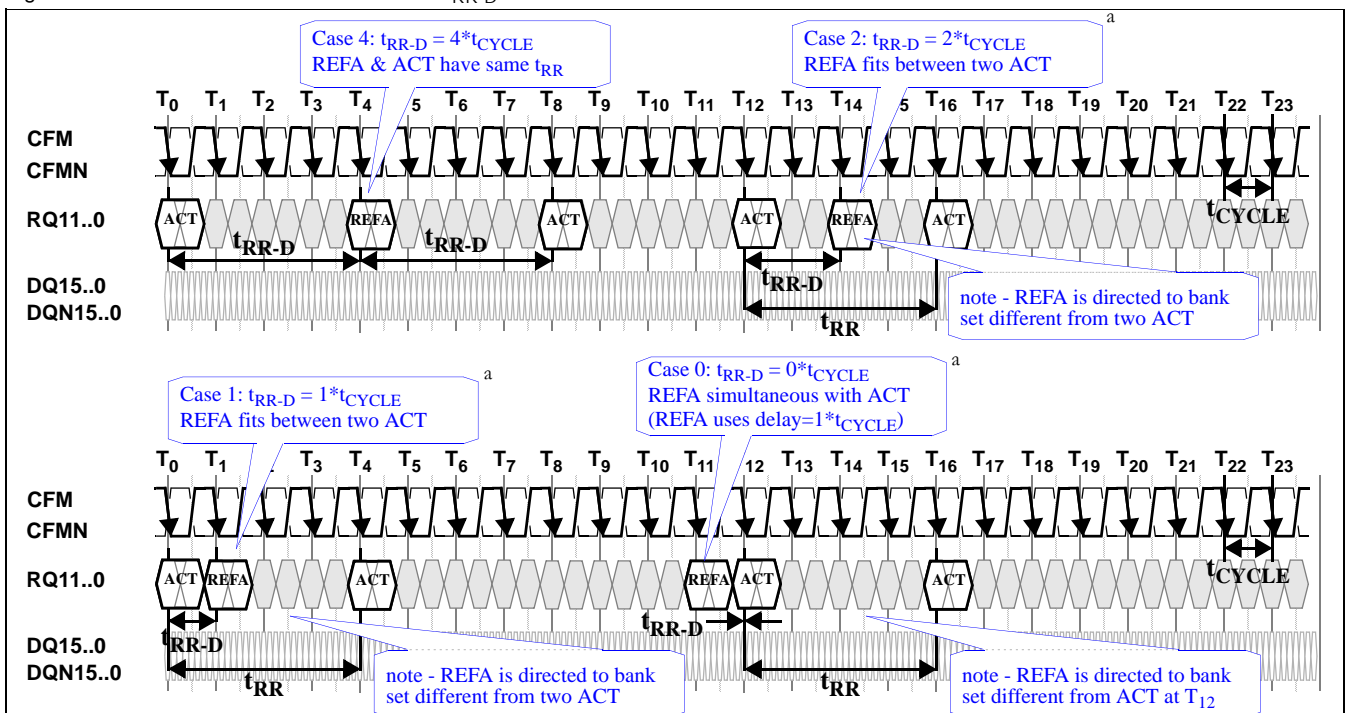 RR-D
Case 4: tRR-D = 4*tCYCLE
REFA & ACT have same tRR
Case 2: tRR-D = 2*tCYCLE
REFA fits between two ACT
a
T0 T1 T2 T3 T4 5 T6 T7 T8 T9 T10 T11 T12 T13 T14 5 T16 T17 T18 T19 T20 T21 T22 T23
CFM
CFMN
RQ11..0 ACT REFA ACT ACT REFA ACT tCYCLE
tRR-D tRR-D tRR-D
DQ15..0
DQN15..0
tRR
note - REFA is directed to bank
set different from two ACT
Case 1: tRR-D = 1*tCYCLE
REFA fits between two ACT
a
Case 0: tRR-D = 0*tCYCLE
REFA simultaneous with ACT
(REFA uses delay=1*tCYCLE)
a
T0 T1 T3 T4 T5 T6 T7 T8 T9 T10 T11 12 T13 T14 T15 T16 T17 T18 T19 T20 T21 T22 T23
CFM
CFMN
RQ11..0 ACT REFA ACT REFA ACT ACT tCYCLE
tRR-D tRR-D
DQ15..0
DQN15..0
tRR tRR
note - REFA is directed to bank
set different from two ACT
note - REFA is directed to bank
set different from ACT at T12